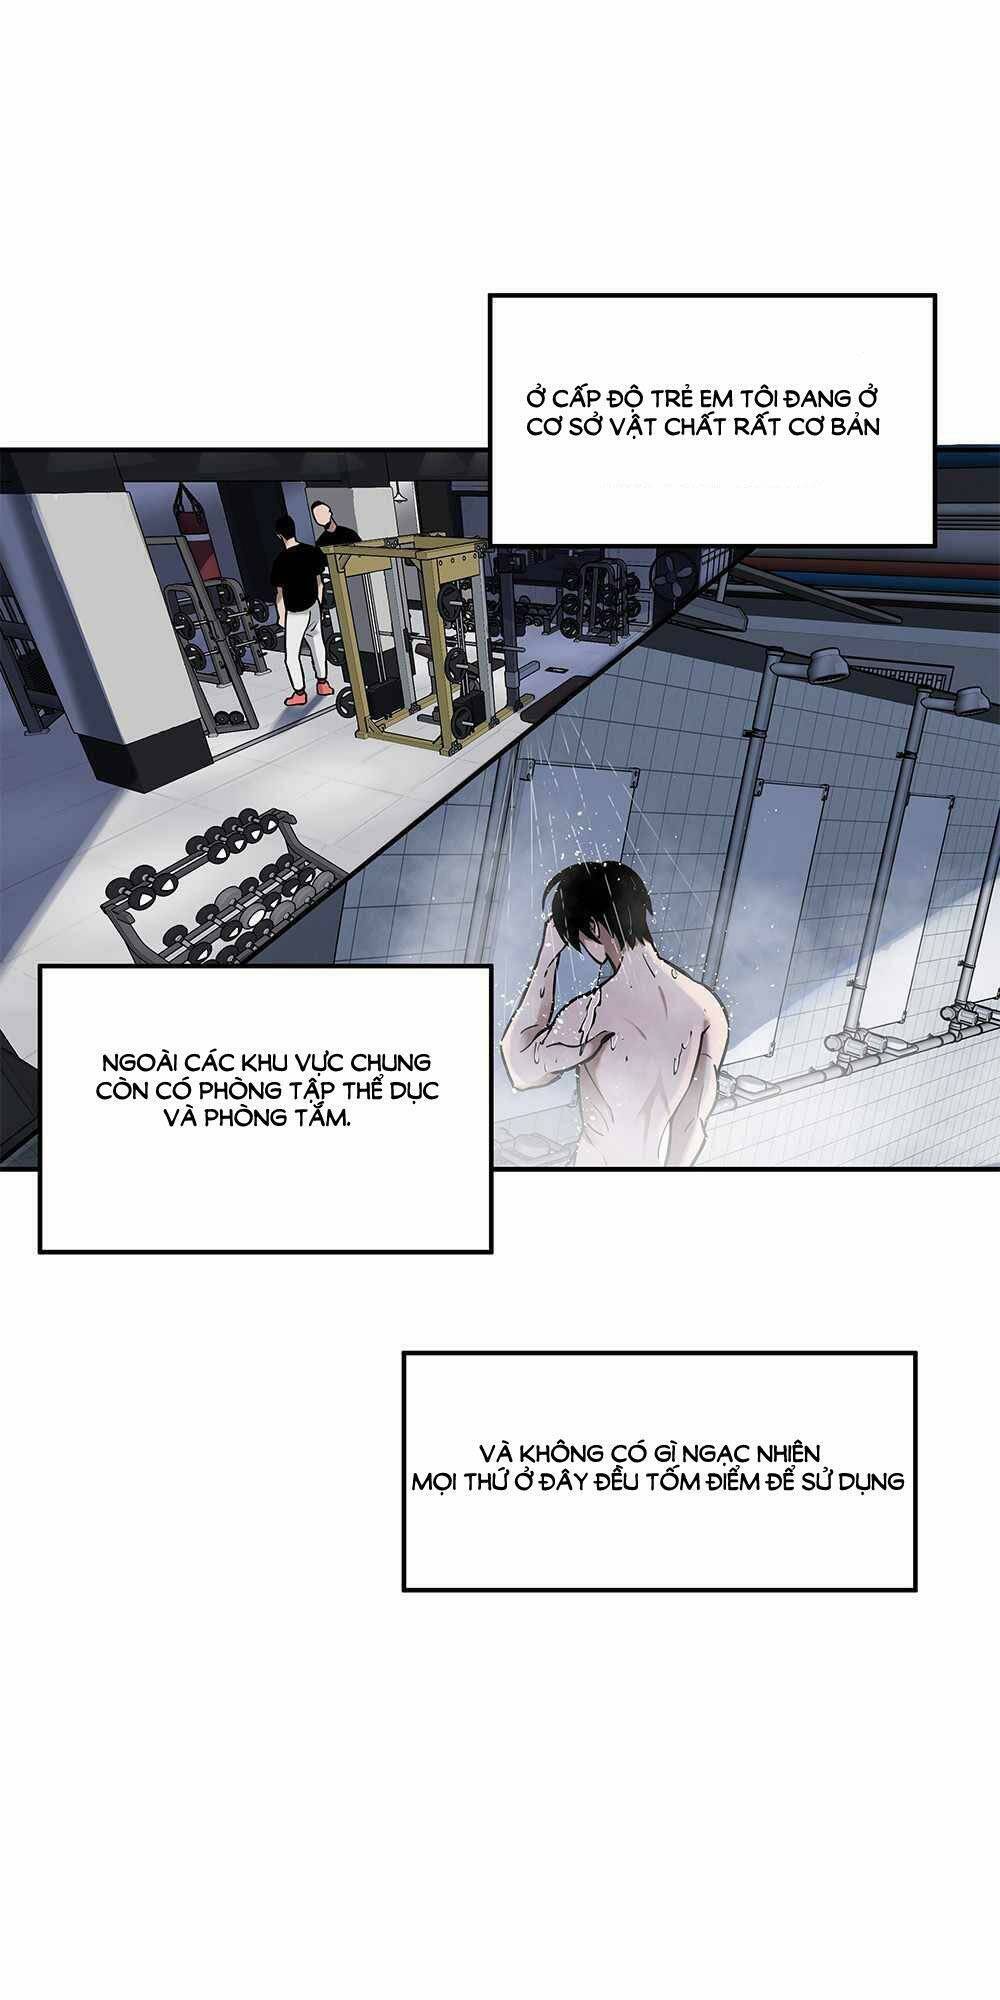 Ở CẤP ĐỘ TRẺ EM TÔI ĐANG Ở
CƠ SỞ VẬT CHẤT RẤT CƠ BẢN
NGOÀI CÁC KHU VỰC CHUNG
CÒN CÓ PHÒNG TẬP THỂ DỤC
VÀ PHÒNG TẮM.
VÀ KHÔNG CÓ GÌ NGẠC NHIÊN
MỌI THỨ Ở ĐÂY ĐỀU TỐM ĐIỂM ĐỂ SỬ DỤNG